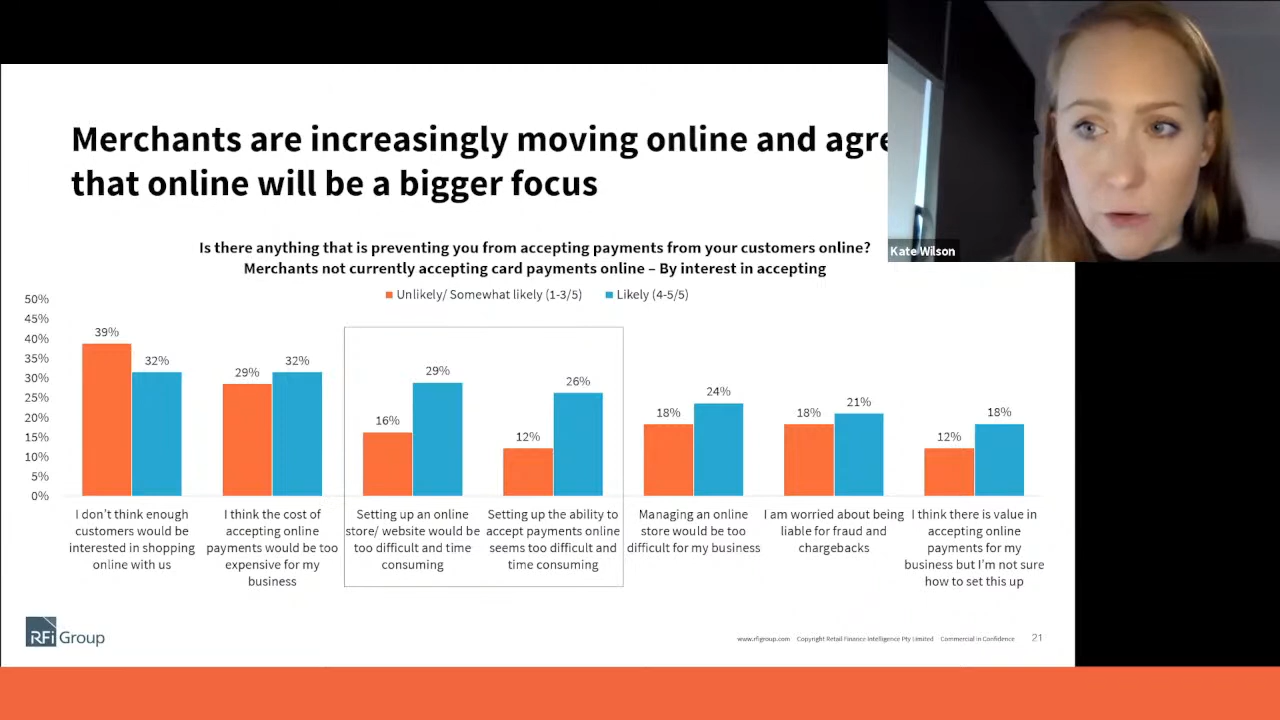 Merchants are increasingly moving online and agre
that online will be a bigger focus
Kate Wilson
Is there anything that is preventing you from accepting payments from your customers online?
Merchants not currently accepting card payments online – By interest in accepting
Unlikely/ Somewhat likely (1-3/5) Likely (4-5/5)
50%
45%
40%
35%
30%
25%
20%
15%
10%
5%
0%
39%
32%
29%
32%
16%
29%
12%
26%
18%
24%
18%
21%
12%
18%
I don't think enough
customers would be
interested in shopping
online with us
I think the cost of
accepting online
payments would be too
expensive for my
business
Setting up an online
store/ website would be
too difficult and time
consuming
Setting up the ability to
accept payments online
seems too difficult and
time consuming
Managing an online
store would be too
difficult for my business
I am worried about being
liable for fraud and
chargebacks
I think there is value in
accepting online
payments for my
business but I'm not sure
how to set this up
RFi Group
www.rfigroup.com Copyright Retail Finance Intelligence Pty Limited Commercial in Confidence 21